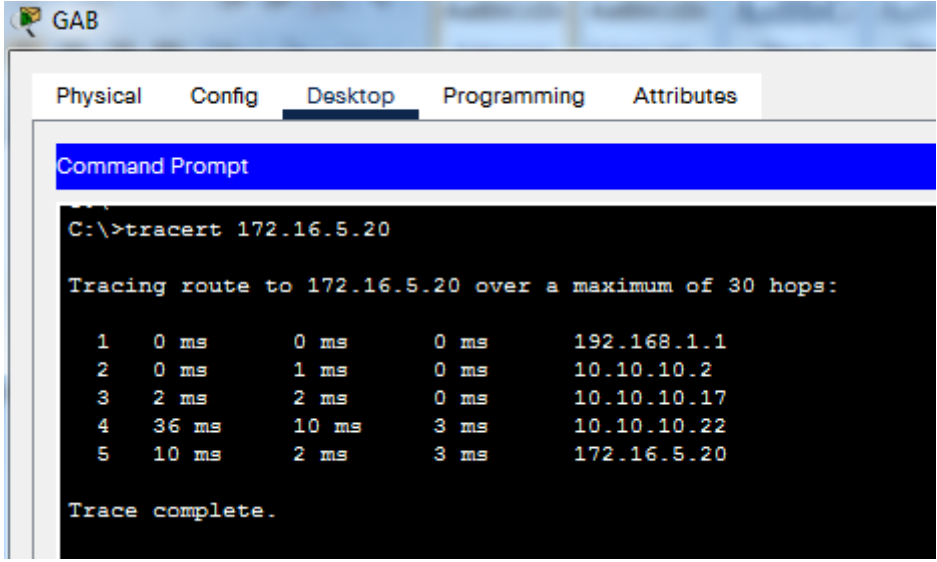 GAB
Physical Config Desktop Programming Attributes
Command Prompt
C:\>tracert 172.16.5.20
Tracing route to 172.16.5.20 over a maximum of 30 hops:
1 0 ms 0 ms 0 ms 192.168.1.1
2 0 ms 1 ms 0 ms 10.10.10.2
3 2 ms 2 ms 0 ms 10.10.10.17
4 36 ms 10 ms 3 ms 10.10.10.22
5 10 ms 2 ms 3 ms 172.16.5.20
Trace complete.